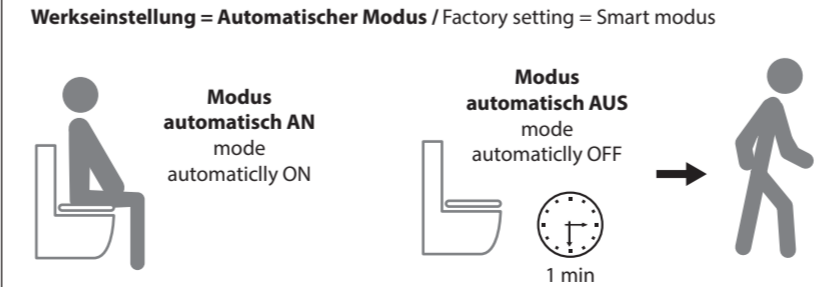 Werkseinstellung = Automatischer Modus / Factory setting = Smart modus
Modus
automatisch AN
mode
automaticlly ON
Modus
automatisch AUS
mode
automaticlly OFF
1 min